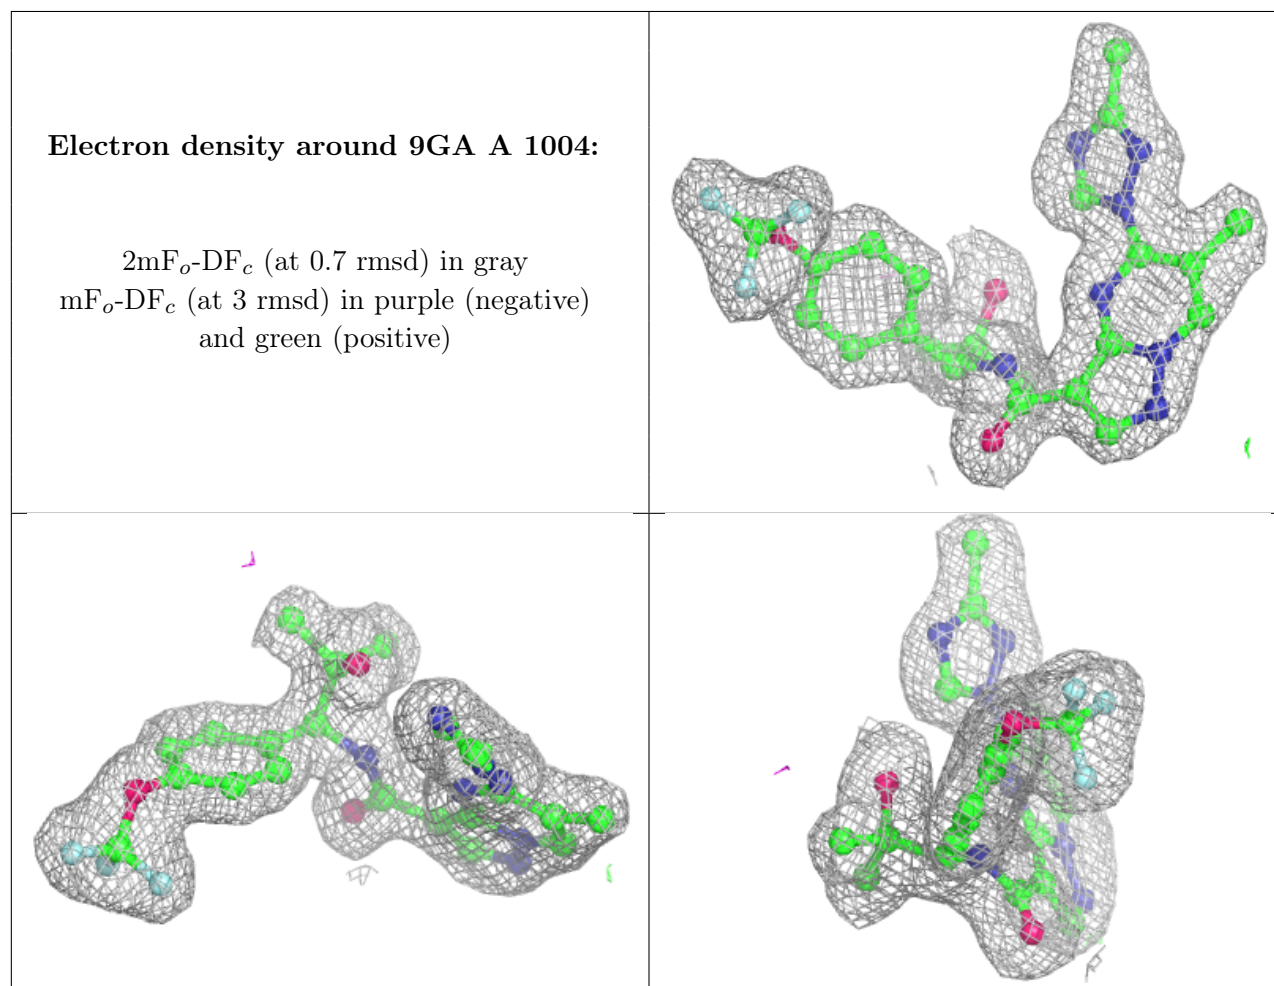 Electron density around 9GA A 1004:
2mFo-DFc (at 0.7 rmsd) in gray
mFo-DFc (at 3 rmsd) in purple (negative)
and green (positive)